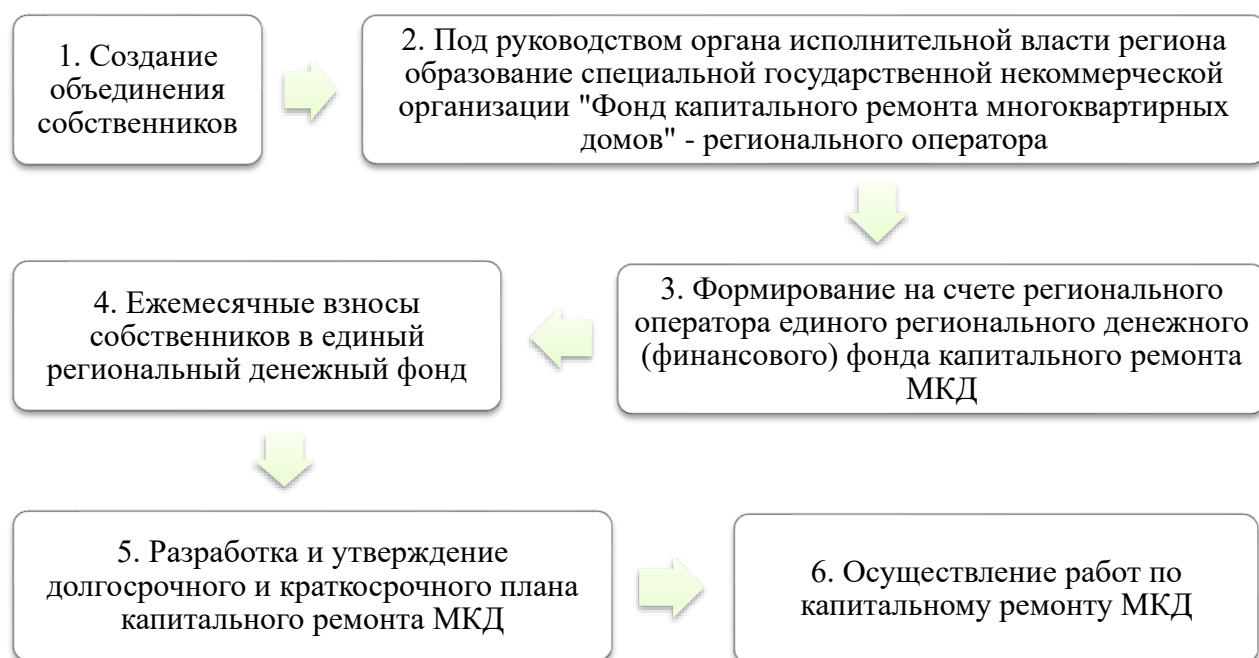 1. Создание
объединения
собственников
2. Под руководством органа исполнительной власти региона
образование специальной государственной некоммерческой
организации "Фонд капитального ремонта многоквартирных
домов" - регионального оператора
3. Формирование на счете регионального
оператора единого регионального денежного
(финансового) фонда капитального ремонта
МКД
4. Ежемесячные взносы
собственников в единый
региональный денежный фонд
5. Разработка и утверждение
долгосрочного и краткосрочного плана
капитального ремонта МКД
6. Осуществление работ по
капитальному ремонту МКД